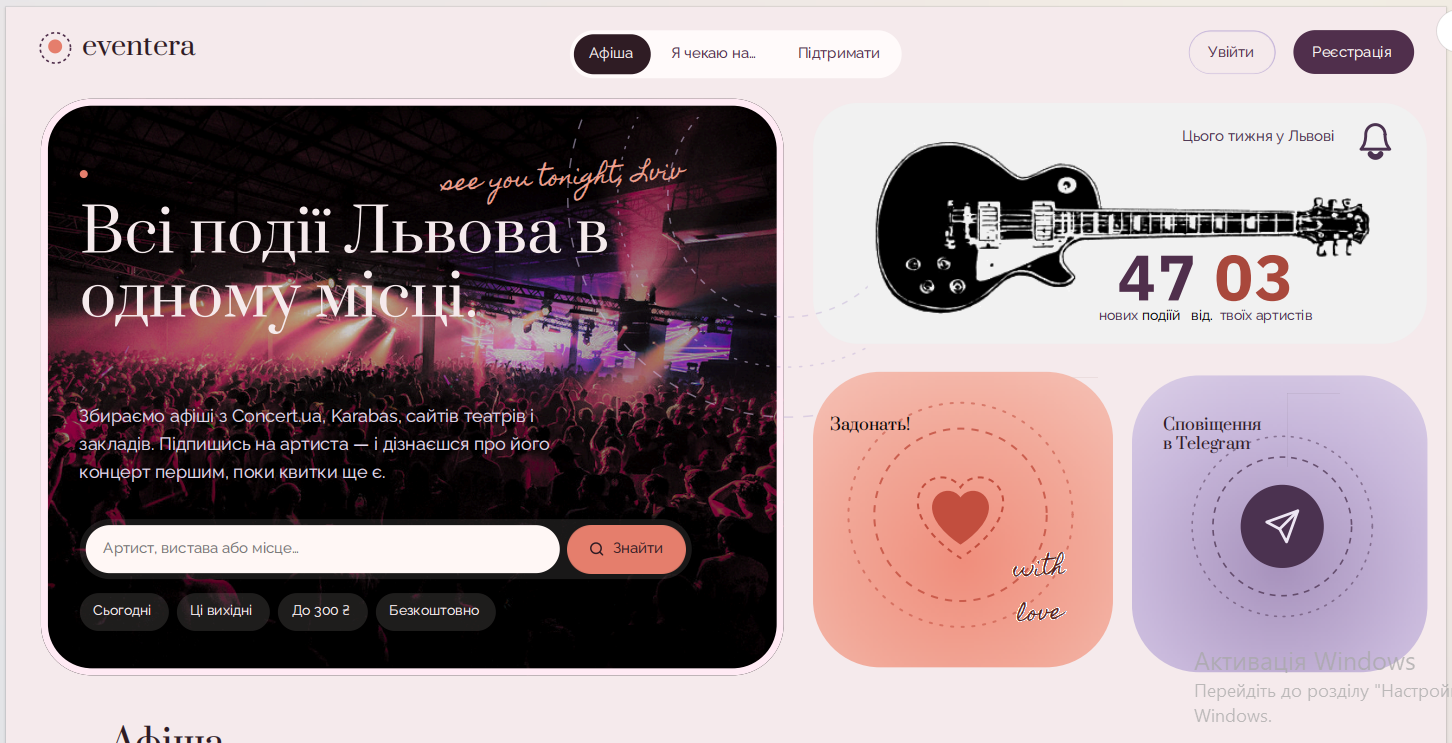 eventera
Афіша
Я чекаю на...
Підтримати
Увійти
Реєстрація
see you tonight, Lviv
Всі події Львова в
одному місці.
Збираємо афіші з Concert.ua, Karabas, сайтів театрів і
закладів. Підпишись на артиста — і дізнаєшся про його
концерт першим, поки квитки ще є.
Артист, вистава або місце...
Знайти
Сьогодні
Ці вихідні
До 300 ₴
Безкоштовно
Цього тижня у Львові
47 03
нових подіїй від. твоїх артистів
Задонать!
with
love
Сповіщення
в Telegram
Активація Windows
Перейдіть до розділу "Настрой
Windows.
Афіша